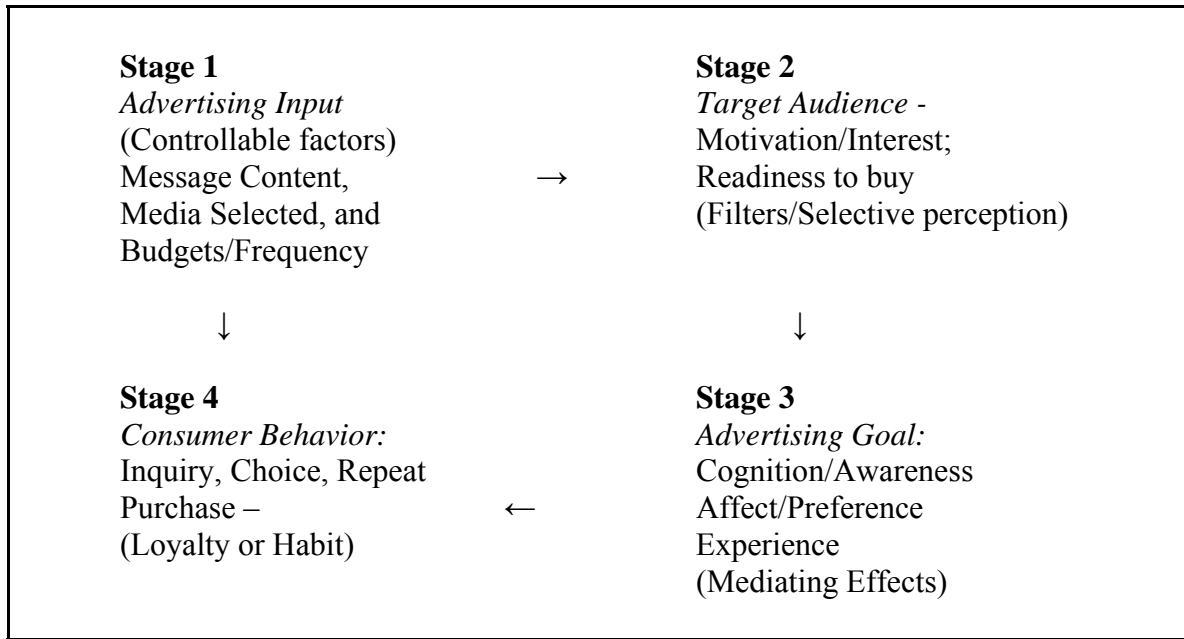 Stage 1
Advertising Input
(Controllable factors)
Message Content,
Media Selected, and
Budgets/Frequency
→
Stage 2
Target Audience -
Motivation/Interest;
Readiness to buy
(Filters/Selective perception)
↓
↓
Stage 4
Consumer Behavior:
Inquiry, Choice, Repeat
Purchase –
(Loyalty or Habit)
←
Stage 3
Advertising Goal:
Cognition/Awareness
Affect/Preference
Experience
(Mediating Effects)